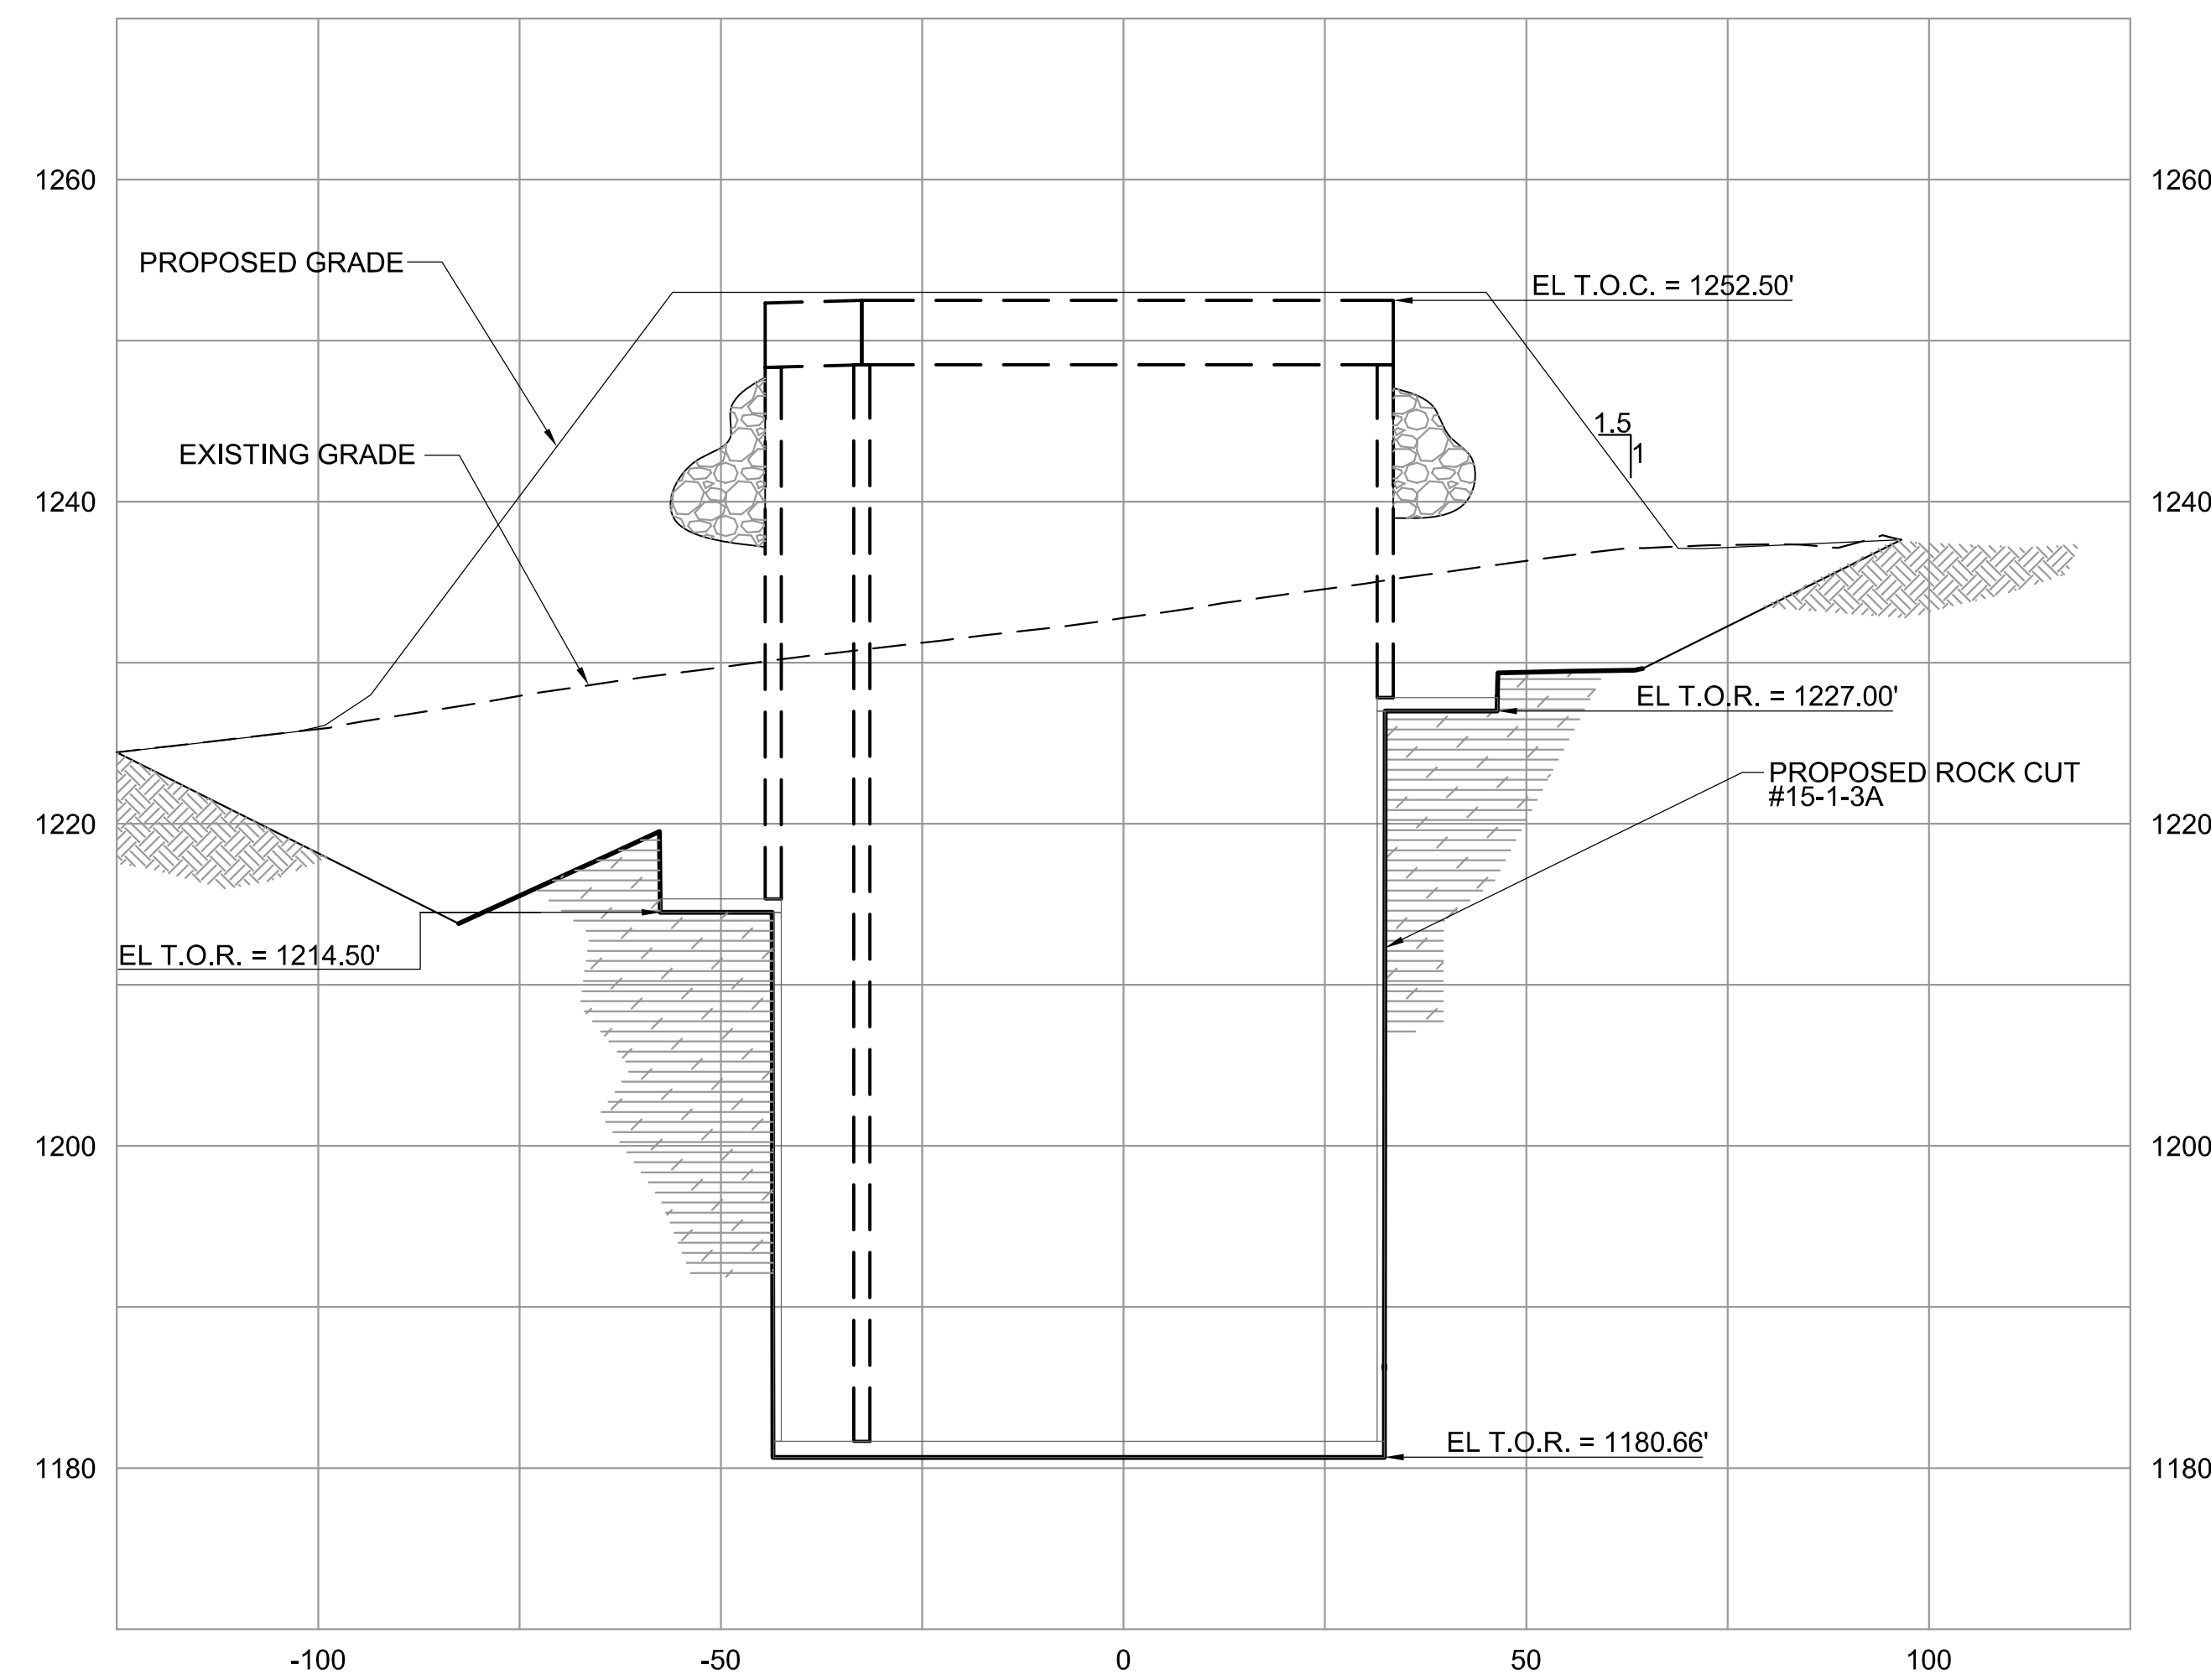 1260
1260
PROPOSED GRADE
EL T.O.C. = 1252.50'
1.5
1
EXISTING GRADE
1240
1240
EL T.O.R. = 1227.00'
PROPOSED ROCK CUT
#15-1-3A
1220
1220
EL T.O.R. = 1214.50'
1200
1200
EL T.O.R. = 1180.66'
1180
1180
-100
-50
0
50
100